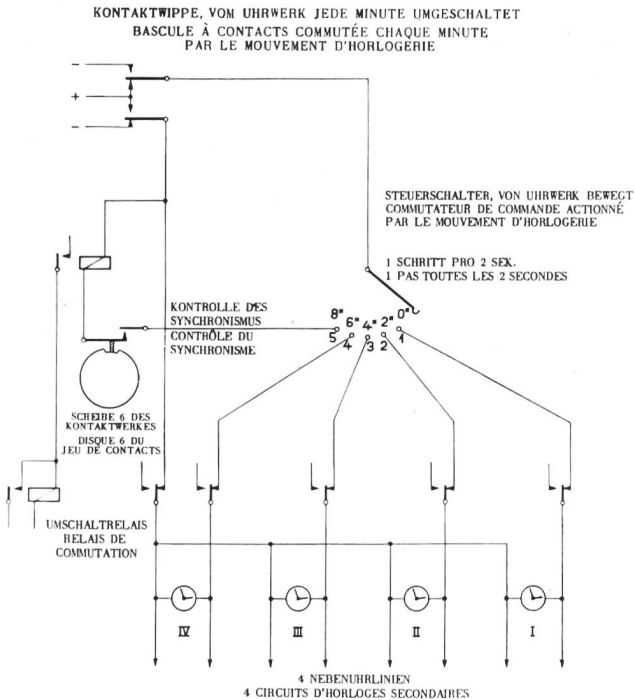 KONTAKTWIPPE, VOM UHRWERK JEDE MINUTE UMGESCHALTET
BASCULE À CONTACTS COMMUTÉE CHAQUE MINUTE
PAR LE MOUVEMENT D'HORLOGERIE
−
+
−
STEUERSCHALTER, VON UHRWERK BEWEGT
COMMUTATEUR DE COMMANDE ACTIONNÉ
PAR LE MOUVEMENT D'HORLOGERIE
1 SCHRITT PRO 2 SEK.
1 PAS TOUTES LES 2 SECONDES
8" 6" 4" 2" 0"
5 4 3 2 1
KONTROLLE DES
SYNCHRONISMUS
CONTRÔLE DU
SYNCHRONISME
SCHEIBE 6 DES
KONTAKTWERKES
DISQUE 6 DU
JEU DE CONTACTS
UMSCHALTRELAIS
RELAIS DE
COMMUTATION
IV III II I
4 NEBENUHRLINIEN
4 CIRCUITS D'HORLOGES SECONDAIRES